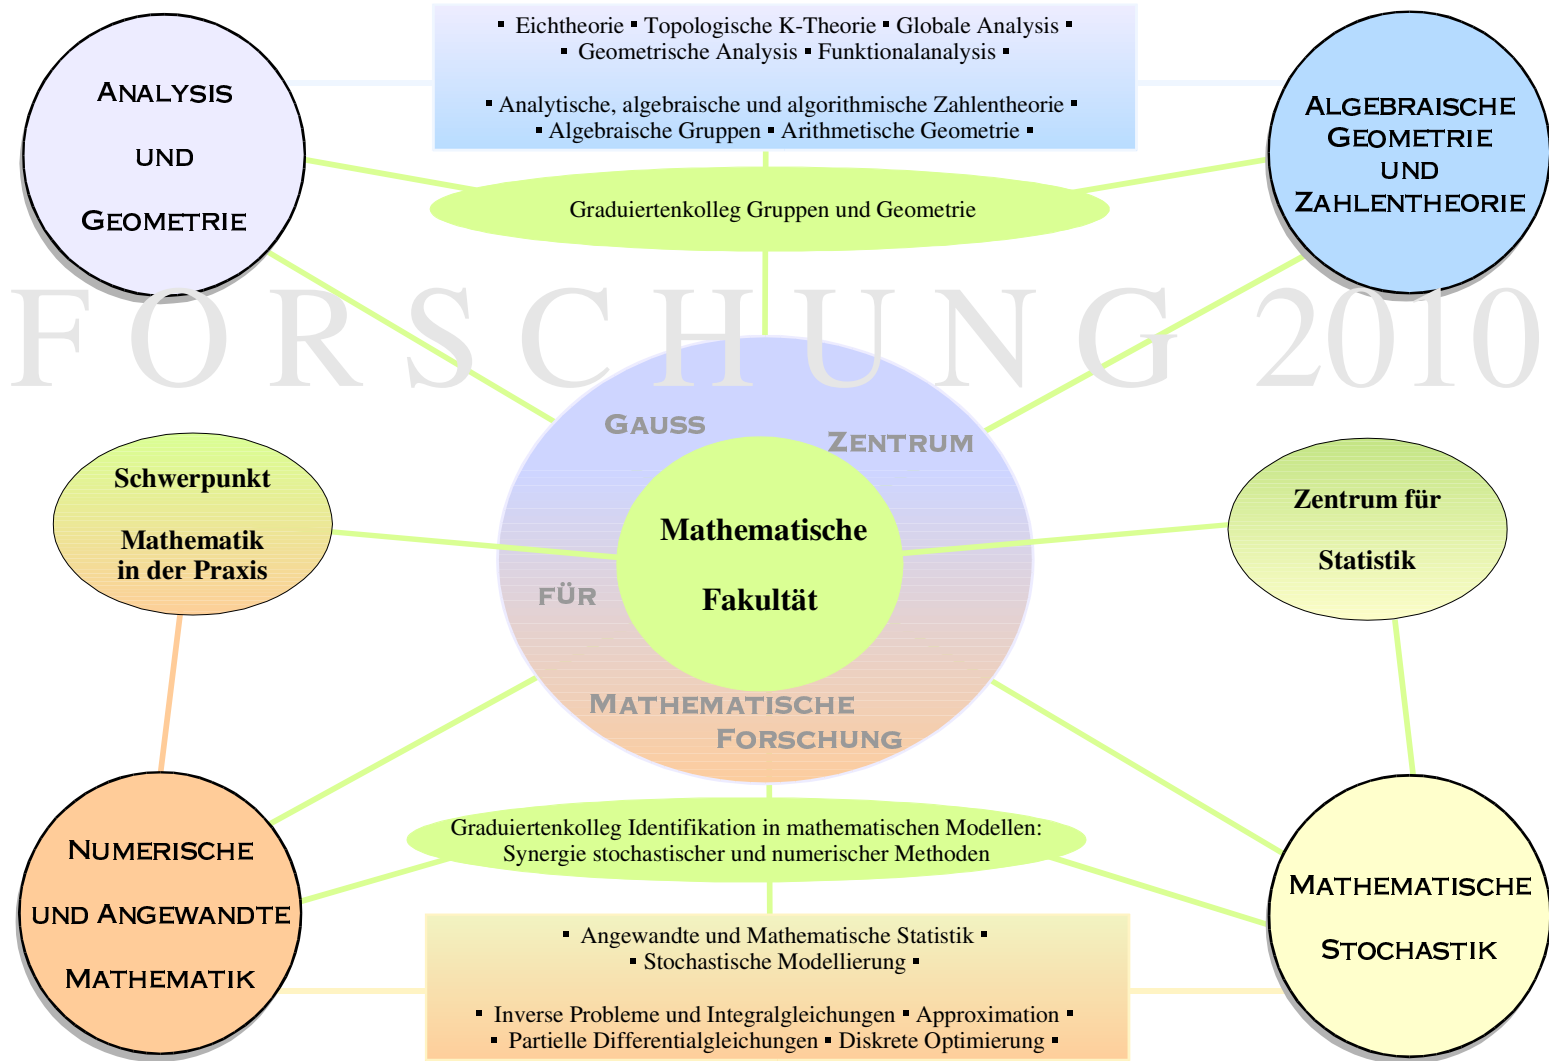 ▪ Eichtheorie ▪ Topologische K-Theorie ▪ Globale Analysis ▪
▪ Geometrische Analysis ▪ Funktionalanalysis ▪
▪ Analytische, algebraische und algorithmische Zahlentheorie ▪
▪ Algebraische Gruppen ▪ Arithmetische Geometrie ▪
ANALYSIS
UND
GEOMETRIE
ALGEBRAISCHE
GEOMETRIE
UND
ZAHLENTHEORIE
Graduiertenkolleg Gruppen und Geometrie
FORSCHUNG 2010
GAUSS
ZENTRUM
FÜR
MATHEMATISCHE
FORSCHUNG
Schwerpunkt
Mathematik
in der Praxis
Mathematische
Fakultät
Zentrum für
Statistik
Graduiertenkolleg Identifikation in mathematischen Modellen:
Synergie stochastischer und numerischer Methoden
NUMERISCHE
UND ANGEWANDTE
MATHEMATIK
MATHEMATISCHE
STOCHASTIK
▪ Angewandte und Mathematische Statistik ▪
▪ Stochastische Modellierung ▪
▪ Inverse Probleme und Integralgleichungen ▪ Approximation ▪
▪ Partielle Differentialgleichungen ▪ Diskrete Optimierung ▪